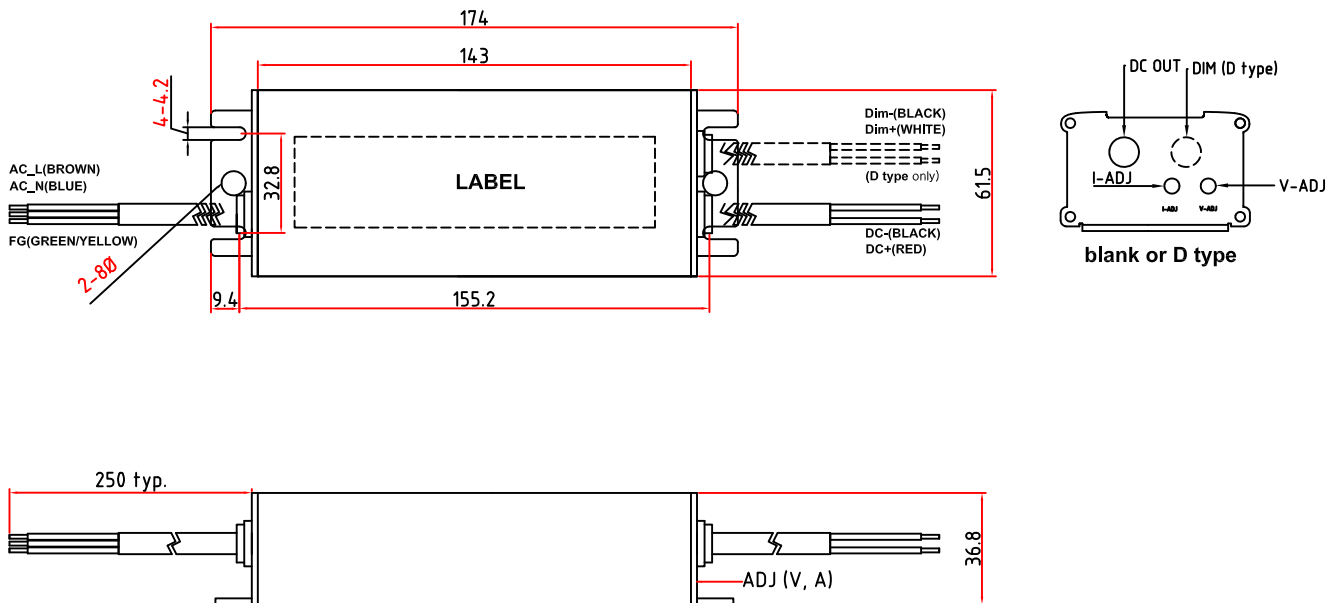 174
143
4-4.2
AC_L(BROWN)
AC_N(BLUE)
FG(GREEN/YELLOW)
2-8Ø
32.8
LABEL
9.4
155.2
Dim-(BLACK)
Dim+(WHITE)
(D type only)
DC-(BLACK)
DC+(RED)
61.5
DC OUT
DIM (D type)
I-ADJ
V-ADJ
I-ADJ
V-ADJ
blank or D type
250 typ.
36.8
ADJ (V, A)